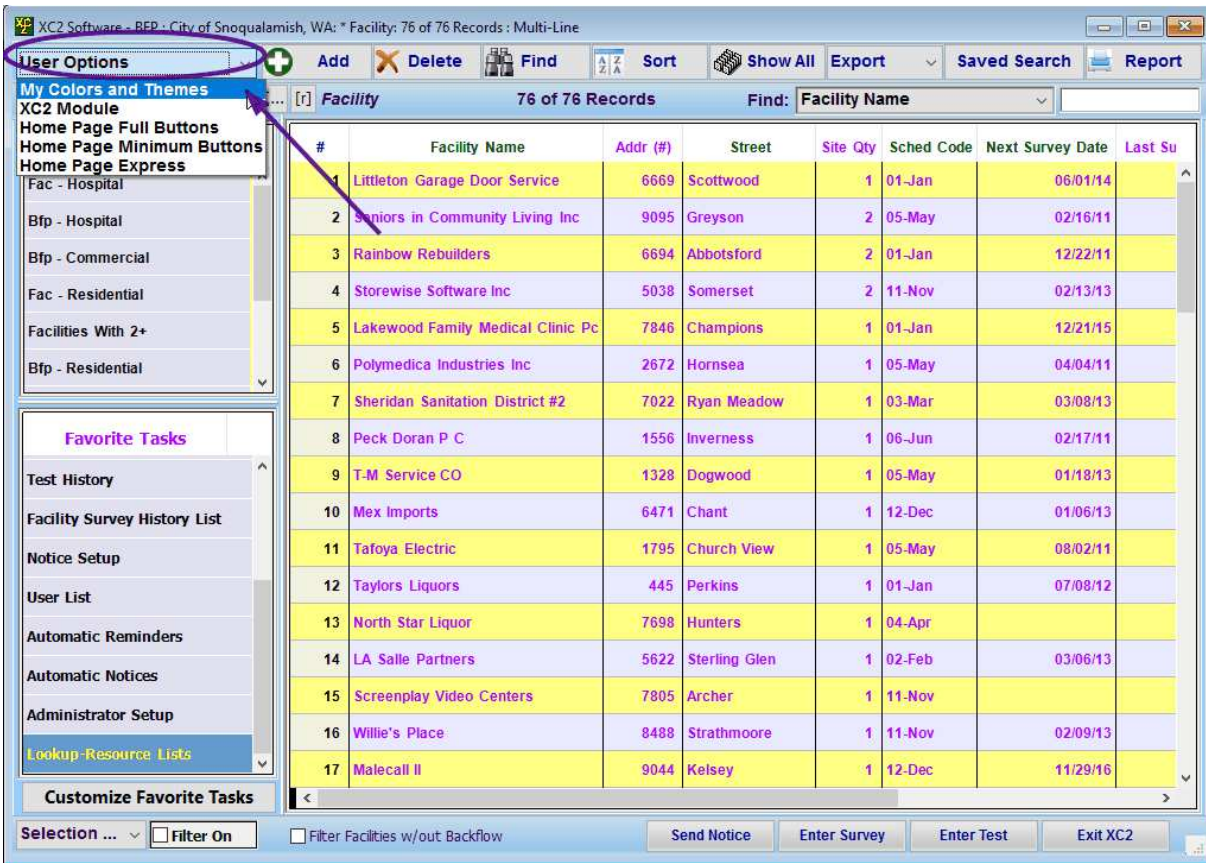 XC2 Software - BFP : City of Snoqualamish, WA: * Facility: 76 of 76 Records : Multi-Line
User Options Add Delete Find Sort Show All Export Saved Search Report
My Colors and Themes
XC2 Module
Home Page Full Buttons
Home Page Minimum Buttons
Home Page Express
... [r] Facility 76 of 76 Records Find: Facility Name
Fac - Hospital
Bfp - Hospital
Bfp - Commercial
Fac - Residential
Facilities With 2+
Bfp - Residential
Favorite Tasks
Test History
Facility Survey History List
Notice Setup
User List
Automatic Reminders
Automatic Notices
Administrator Setup
Lookup-Resource Lists
Customize Favorite Tasks
# Facility Name Addr (#) Street Site Qty Sched Code Next Survey Date Last Su
1 Littleton Garage Door Service 6669 Scottwood 1 01-Jan 06/01/14
2 Seniors in Community Living Inc 9095 Greyson 2 05-May 02/16/11
3 Rainbow Rebuilders 6694 Abbotsford 2 01-Jan 12/22/11
4 Storewise Software Inc 5038 Somerset 2 11-Nov 02/13/13
5 Lakewood Family Medical Clinic Pc 7846 Champions 1 01-Jan 12/21/15
6 Polymedica Industries Inc 2672 Hornsea 1 05-May 04/04/11
7 Sheridan Sanitation District #2 7022 Ryan Meadow 1 03-Mar 03/08/13
8 Peck Doran P C 1556 Inverness 1 06-Jun 02/17/11
9 T-M Service CO 1328 Dogwood 1 05-May 01/18/13
10 Mex Imports 6471 Chant 1 12-Dec 01/06/13
11 Tafoya Electric 1795 Church View 1 05-May 08/02/11
12 Taylors Liquors 445 Perkins 1 01-Jan 07/08/12
13 North Star Liquor 7698 Hunters 1 04-Apr
14 LA Salle Partners 5622 Sterling Glen 1 02-Feb 03/06/13
15 Screenplay Video Centers 7805 Archer 1 11-Nov
16 Willie's Place 8488 Strathmoore 1 11-Nov 02/09/13
17 Malecall II 9044 Kelsey 1 12-Dec 11/29/16
Selection ... Filter On Filter Facilities w/out Backflow Send Notice Enter Survey Enter Test Exit XC2